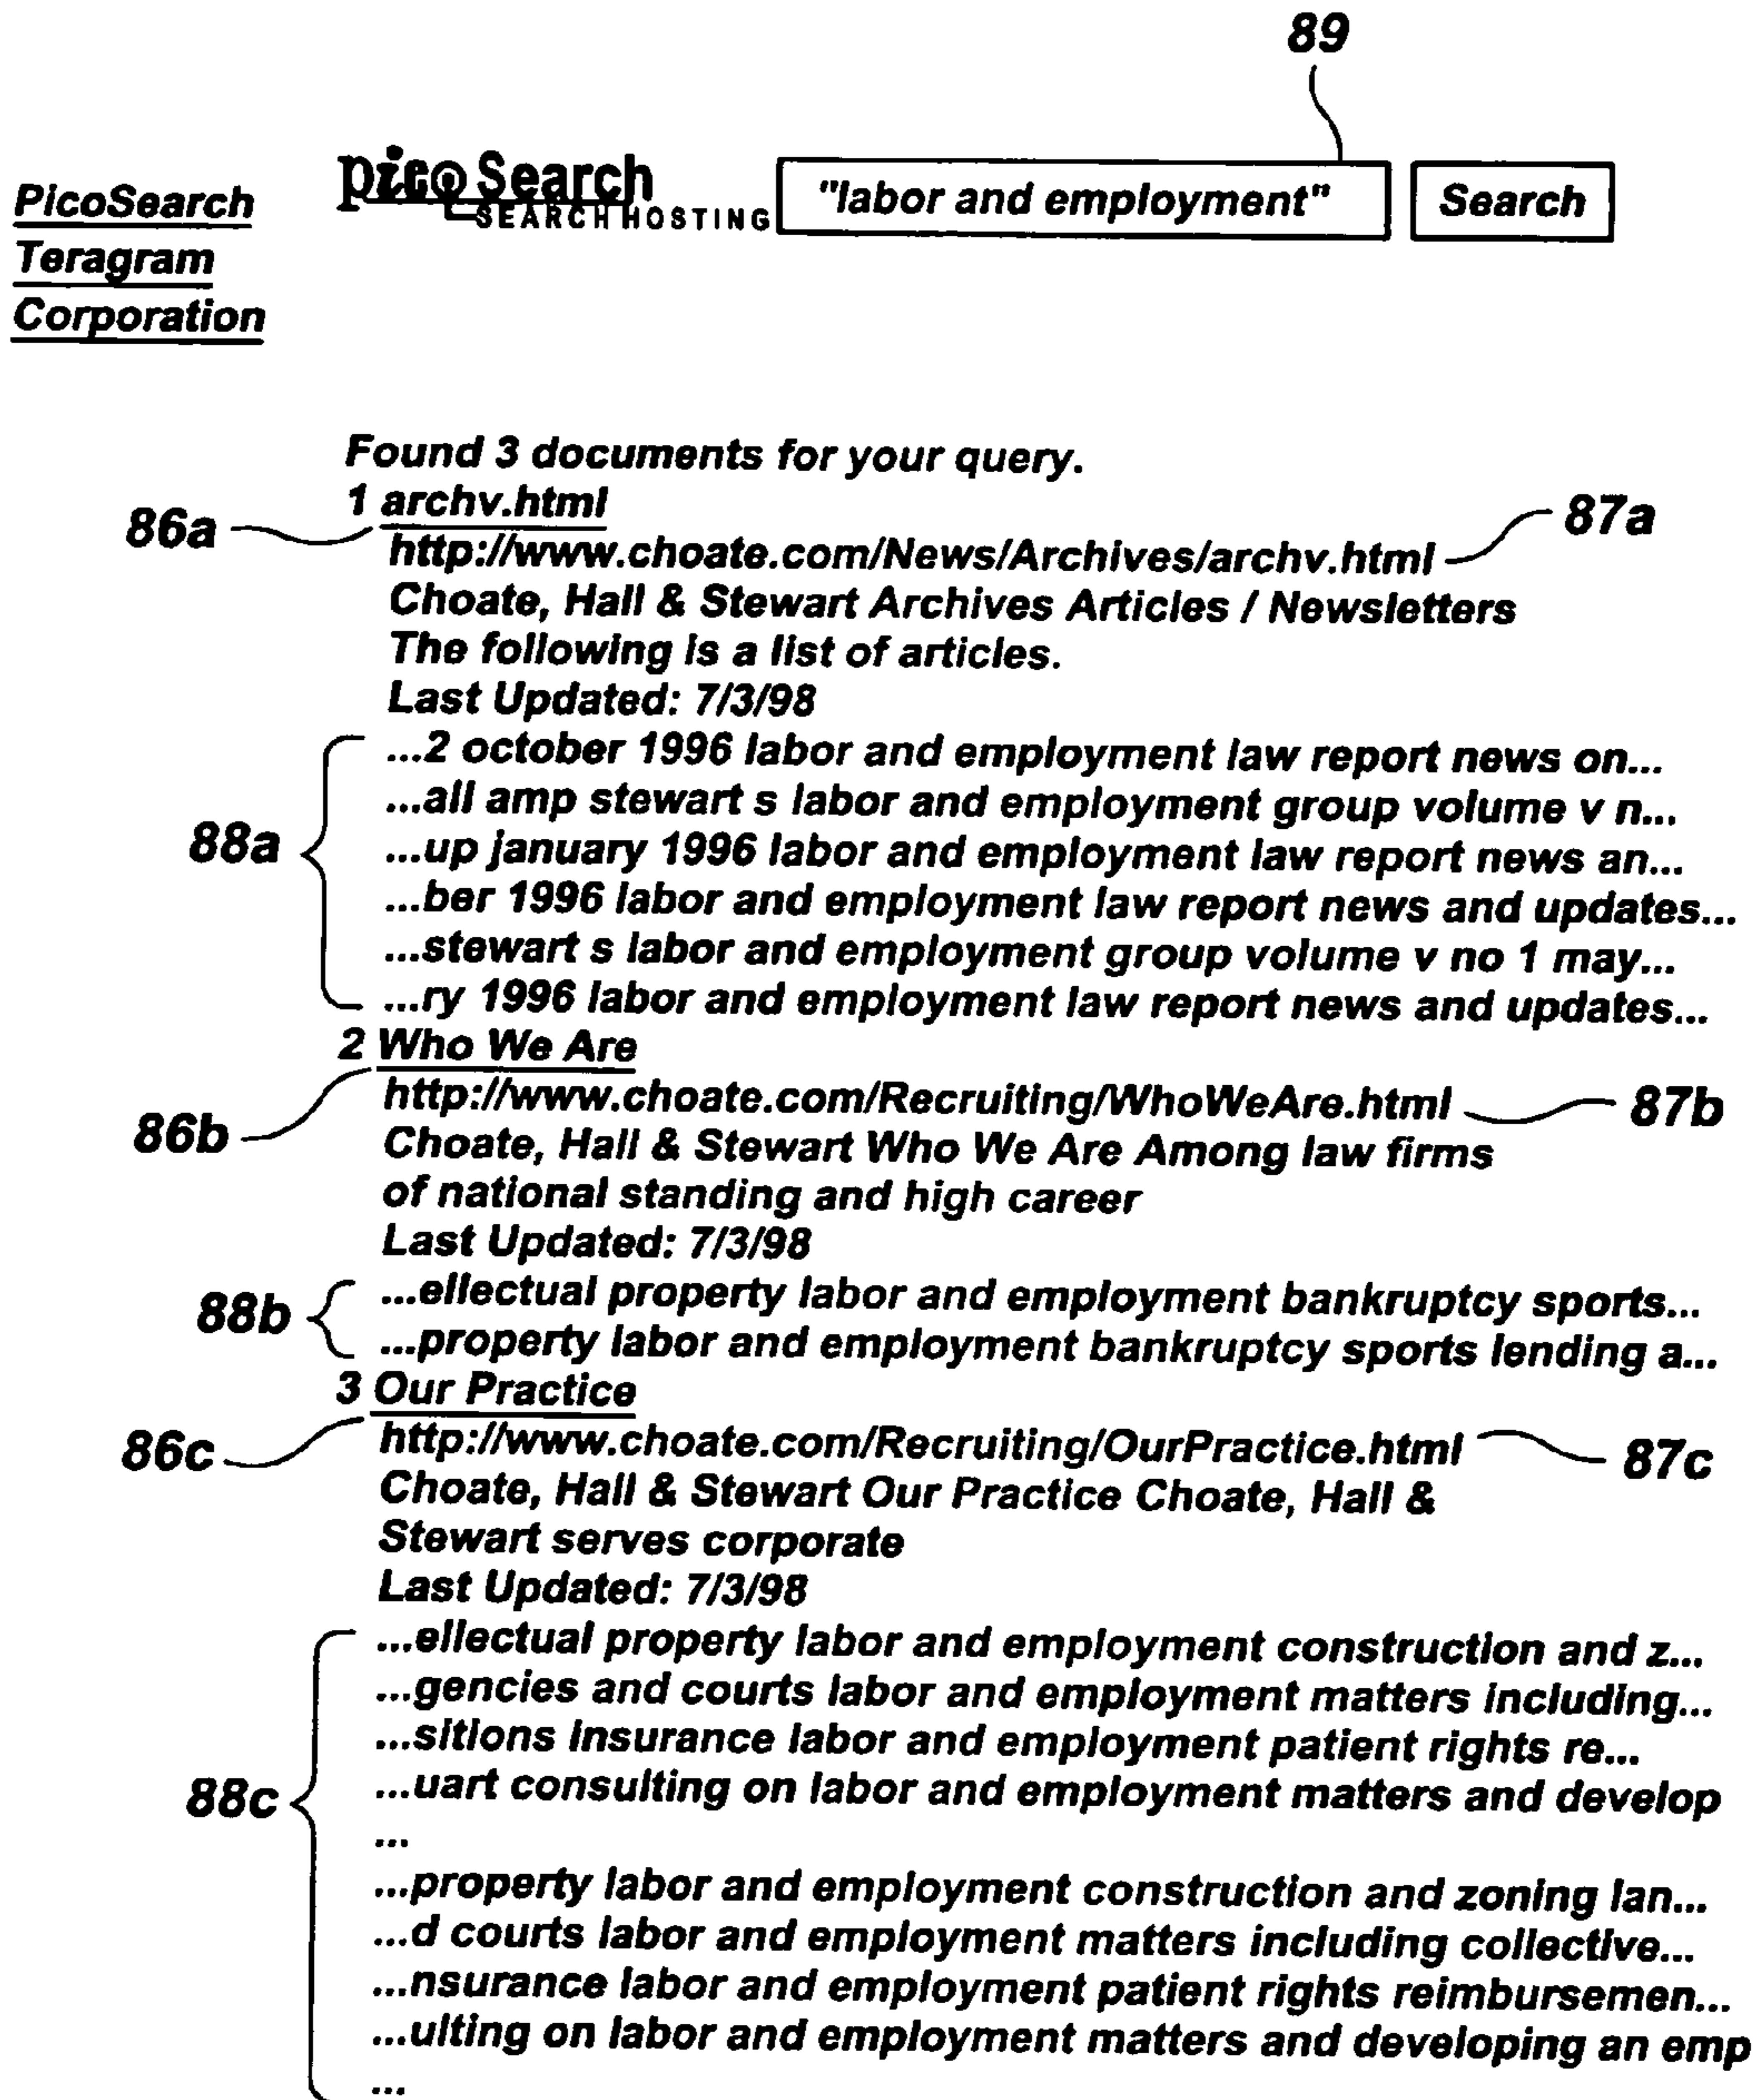 89
PicoSearch
Teragram
Corporation
pico Search
SEARCH HOSTING
"labor and employment"
Search
Found 3 documents for your query.
1 archv.html
86a
87a
http://www.choate.com/News/Archives/archv.html
Choate, Hall & Stewart Archives Articles / Newsletters
The following is a list of articles.
Last Updated: 7/3/98
88a
...2 october 1996 labor and employment law report news on...
...all amp stewart s labor and employment group volume v n...
...up january 1996 labor and employment law report news an...
...ber 1996 labor and employment law report news and updates...
...stewart s labor and employment group volume v no 1 may...
...ry 1996 labor and employment law report news and updates...
2 Who We Are
86b
http://www.choate.com/Recruiting/WhoWeAre.html
87b
Choate, Hall & Stewart Who We Are Among law firms
of national standing and high career
Last Updated: 7/3/98
88b
...ellectual property labor and employment bankruptcy sports...
...property labor and employment bankruptcy sports lending a...
3 Our Practice
86c
http://www.choate.com/Recruiting/OurPractice.html
87c
Choate, Hall & Stewart Our Practice Choate, Hall &
Stewart serves corporate
Last Updated: 7/3/98
88c
...ellectual property labor and employment construction and z...
...gencies and courts labor and employment matters including...
...sitions insurance labor and employment patient rights re...
...uart consulting on labor and employment matters and develop
...
...property labor and employment construction and zoning lan...
...d courts labor and employment matters including collective...
...nsurance labor and employment patient rights reimbursemen...
...ulting on labor and employment matters and developing an emp
...